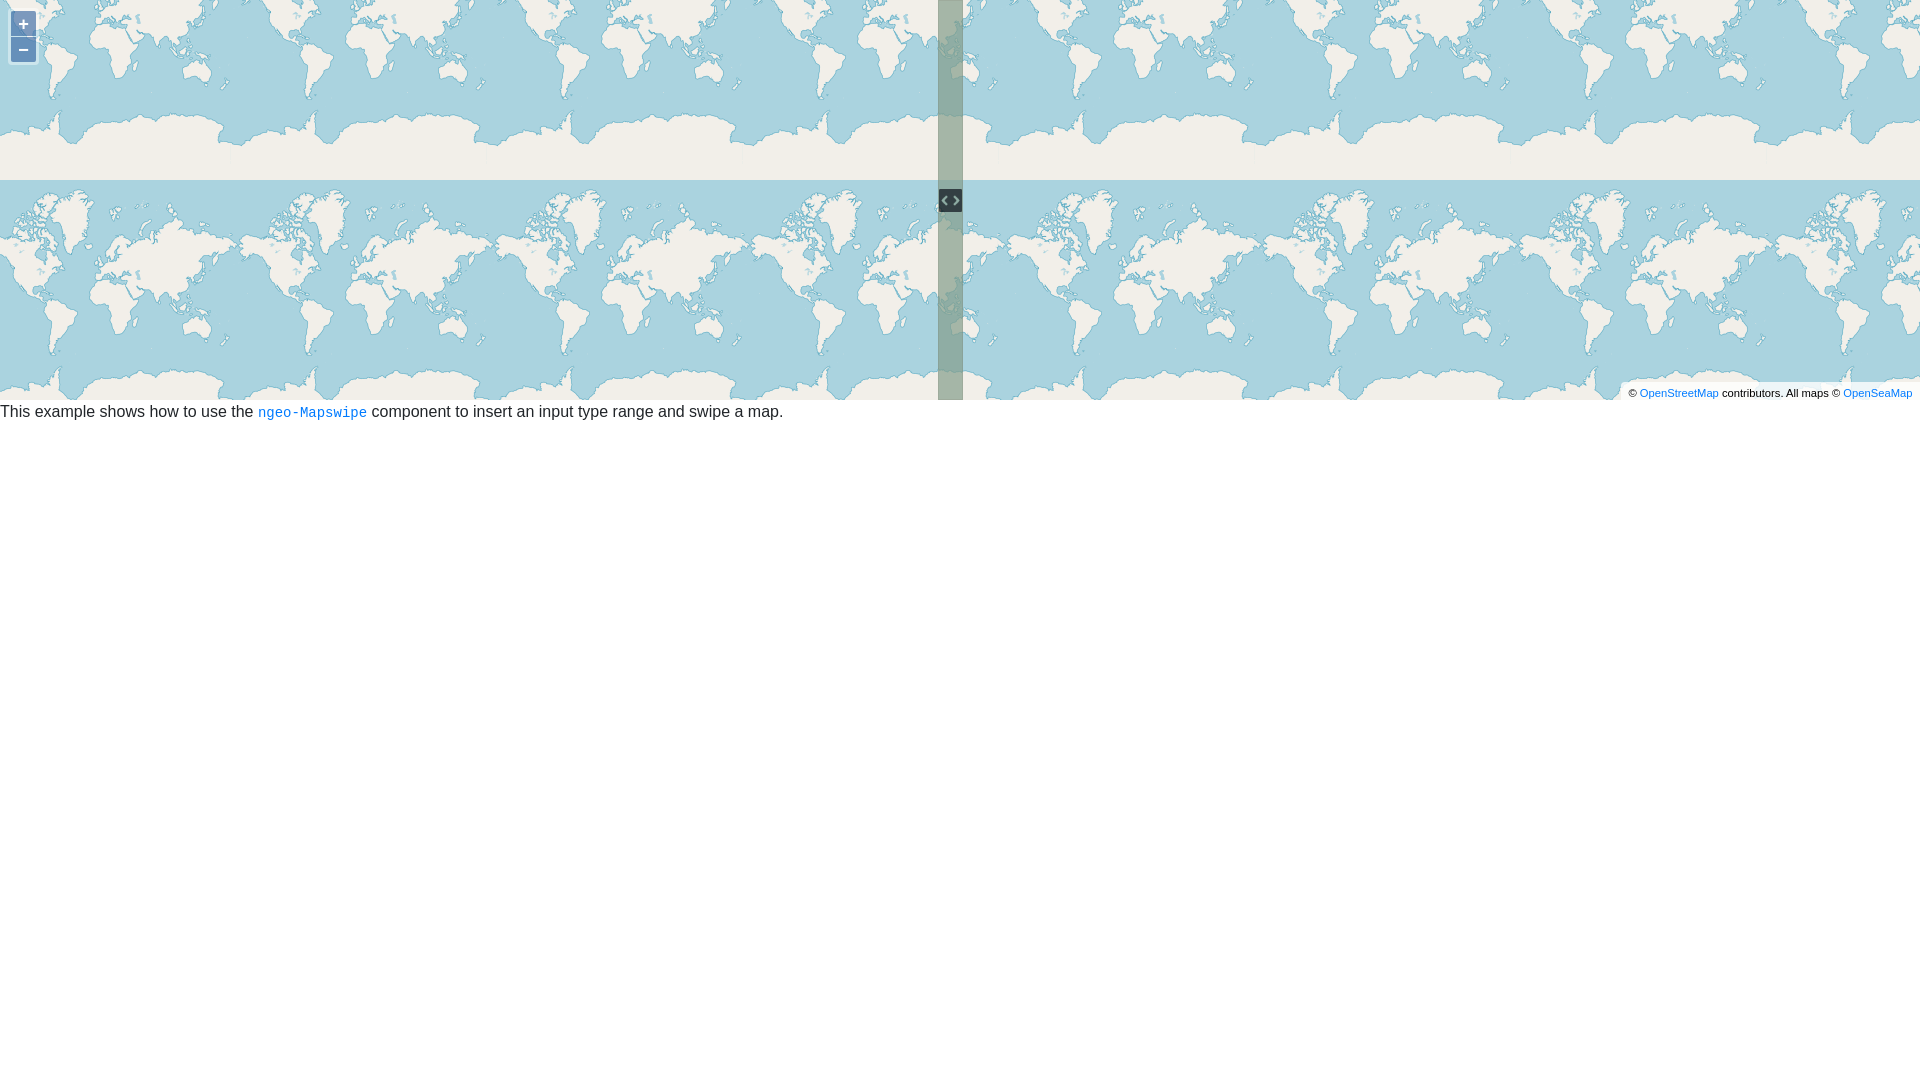 +
−
© OpenStreetMap contributors. All maps © OpenSeaMap
This example shows how to use the ngeo-Mapswipe component to insert an input type range and swipe a map.